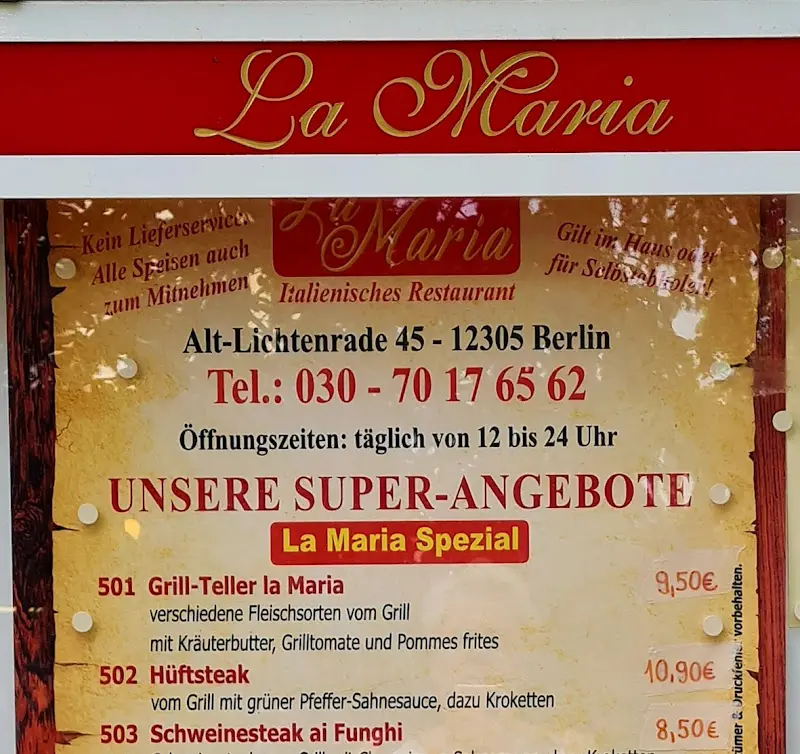 La Maria
Kein Lieferservice.
Alle Speisen auch
zum Mitnehmen
La
Maria
Italienisches Restaurant
Gilt im Haus oder
für Selbstabholer!
Alt-Lichtenrade 45 - 12305 Berlin
Tel.: 030 - 70 17 65 62
Öffnungszeiten: täglich von 12 bis 24 Uhr
UNSERE SUPER-ANGEBOTE
La Maria Spezial
501 Grill-Teller la Maria 9,50€
verschiedene Fleischsorten vom Grill
mit Kräuterbutter, Grilltomate und Pommes frites
502 Hüftsteak 10,90€
vom Grill mit grüner Pfeffer-Sahnesauce, dazu Kroketten
503 Schweinesteak ai Funghi 8,50€
& Druckfehler vorbehalten.